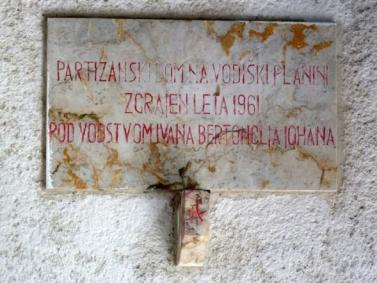 PARTIZANSKI DOM NA VODIŠKI PLANINI
ZGRAJEN LETA 1961
POD VODSTVOM IVANA BERTONCLJA JOHANA